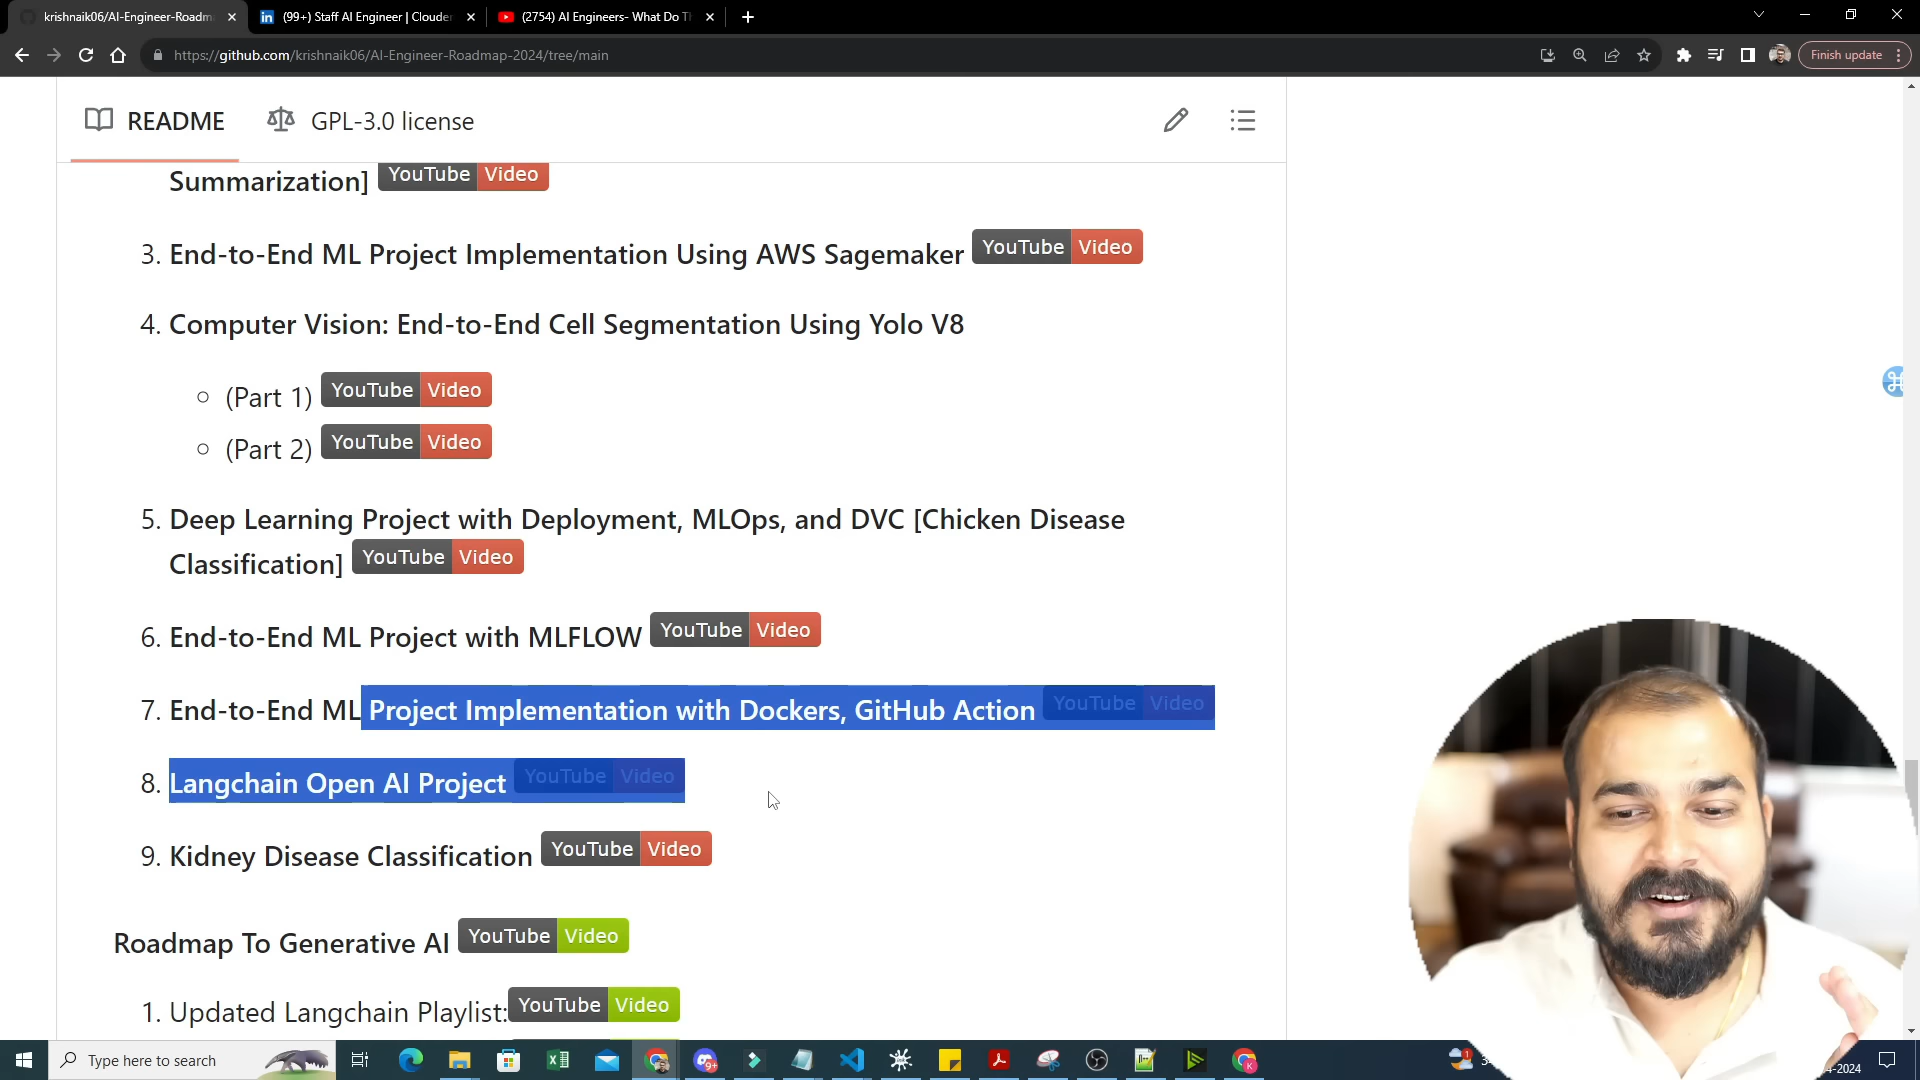 krishnaik06/AI-Engineer-Roadm
(99+) Staff AI Engineer | Clouder
(2754) AI Engineers- What Do Th
https://github.com/krishnaik06/AI-Engineer-Roadmap-2024/tree/main
Finish update
README
GPL-3.0 license
Summarization] YouTube Video
3. End-to-End ML Project Implementation Using AWS Sagemaker YouTube Video
4. Computer Vision: End-to-End Cell Segmentation Using Yolo V8
(Part 1) YouTube Video
(Part 2) YouTube Video
5. Deep Learning Project with Deployment, MLOps, and DVC [Chicken Disease
Classification] YouTube Video
6. End-to-End ML Project with MLFLOW YouTube Video
7. End-to-End ML Project Implementation with Dockers, GitHub Action YouTube Video
8. Langchain Open AI Project YouTube Video
9. Kidney Disease Classification YouTube Video
Roadmap To Generative AI YouTube Video
1. Updated Langchain Playlist: YouTube Video
Type here to search